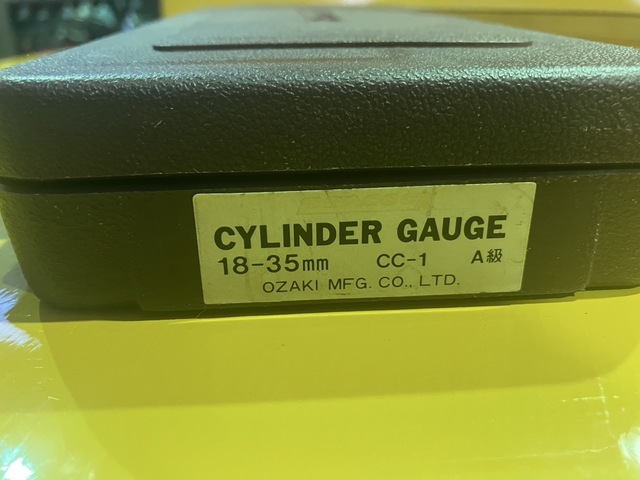 CYLINDER GAUGE
18-35mm CC-1 A級
OZAKI MFG. CO., LTD.